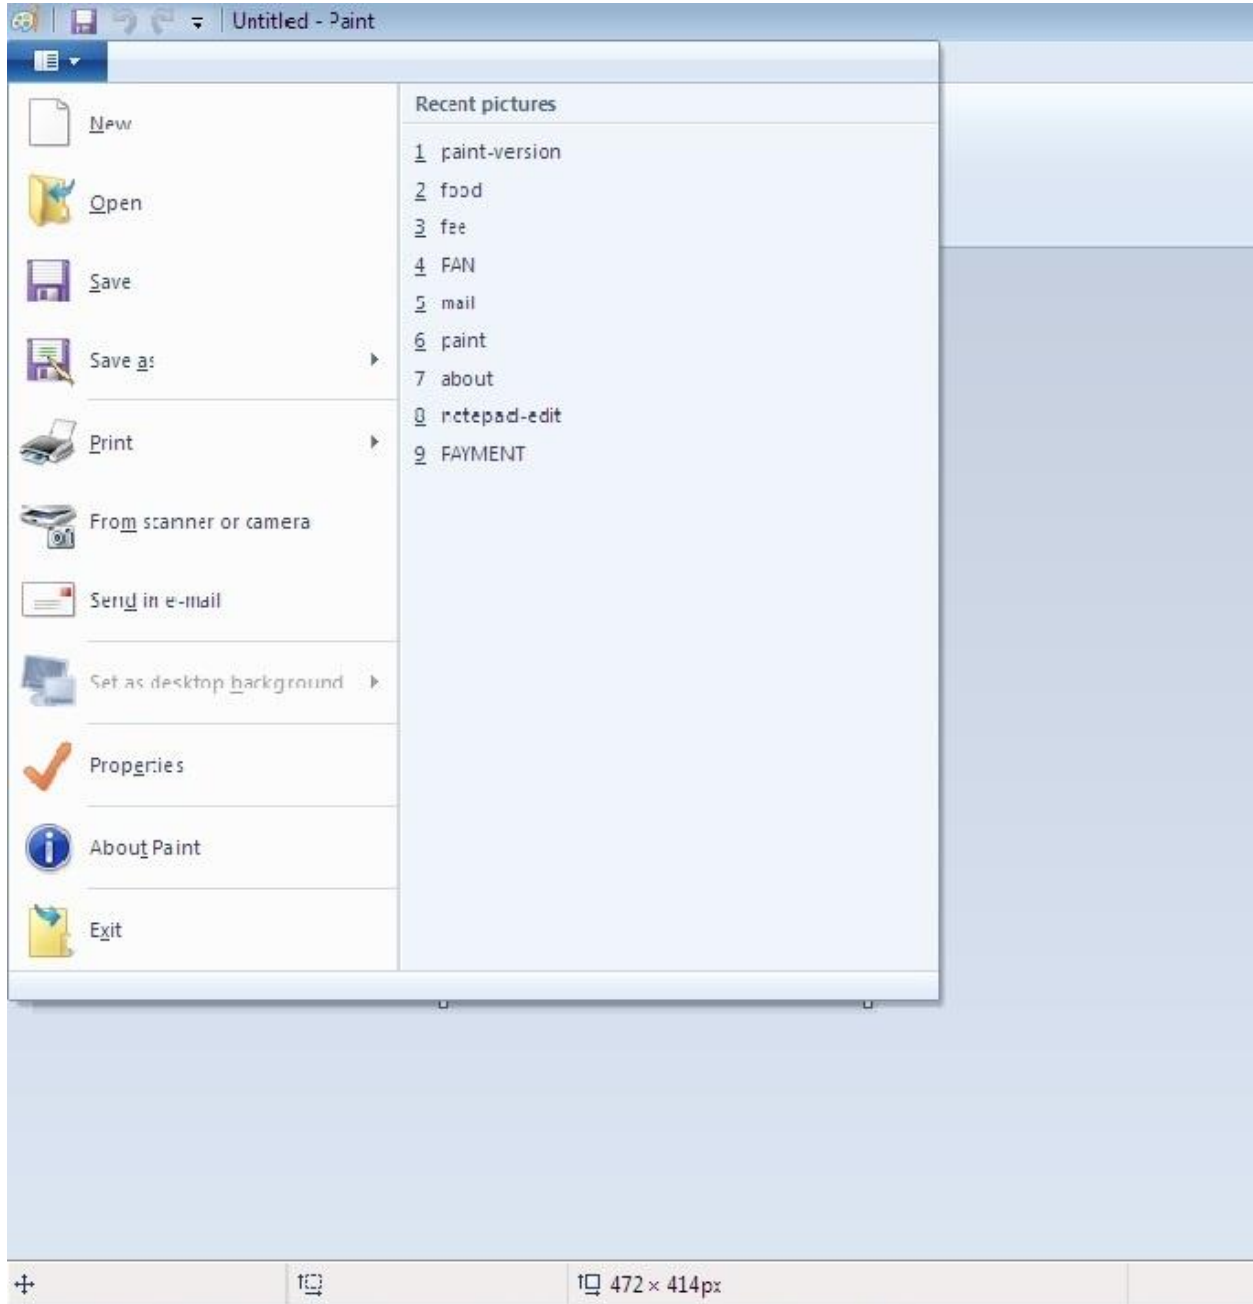 Untitled - Paint
New
Open
Save
Save as
Print
From scanner or camera
Send in e-mail
Set as desktop background
Properties
About Paint
Exit
Recent pictures
1 paint-version
2 food
3 fee
4 FAN
5 mail
6 paint
7 about
8 notepad-edit
9 PAYMENT
472 × 414px